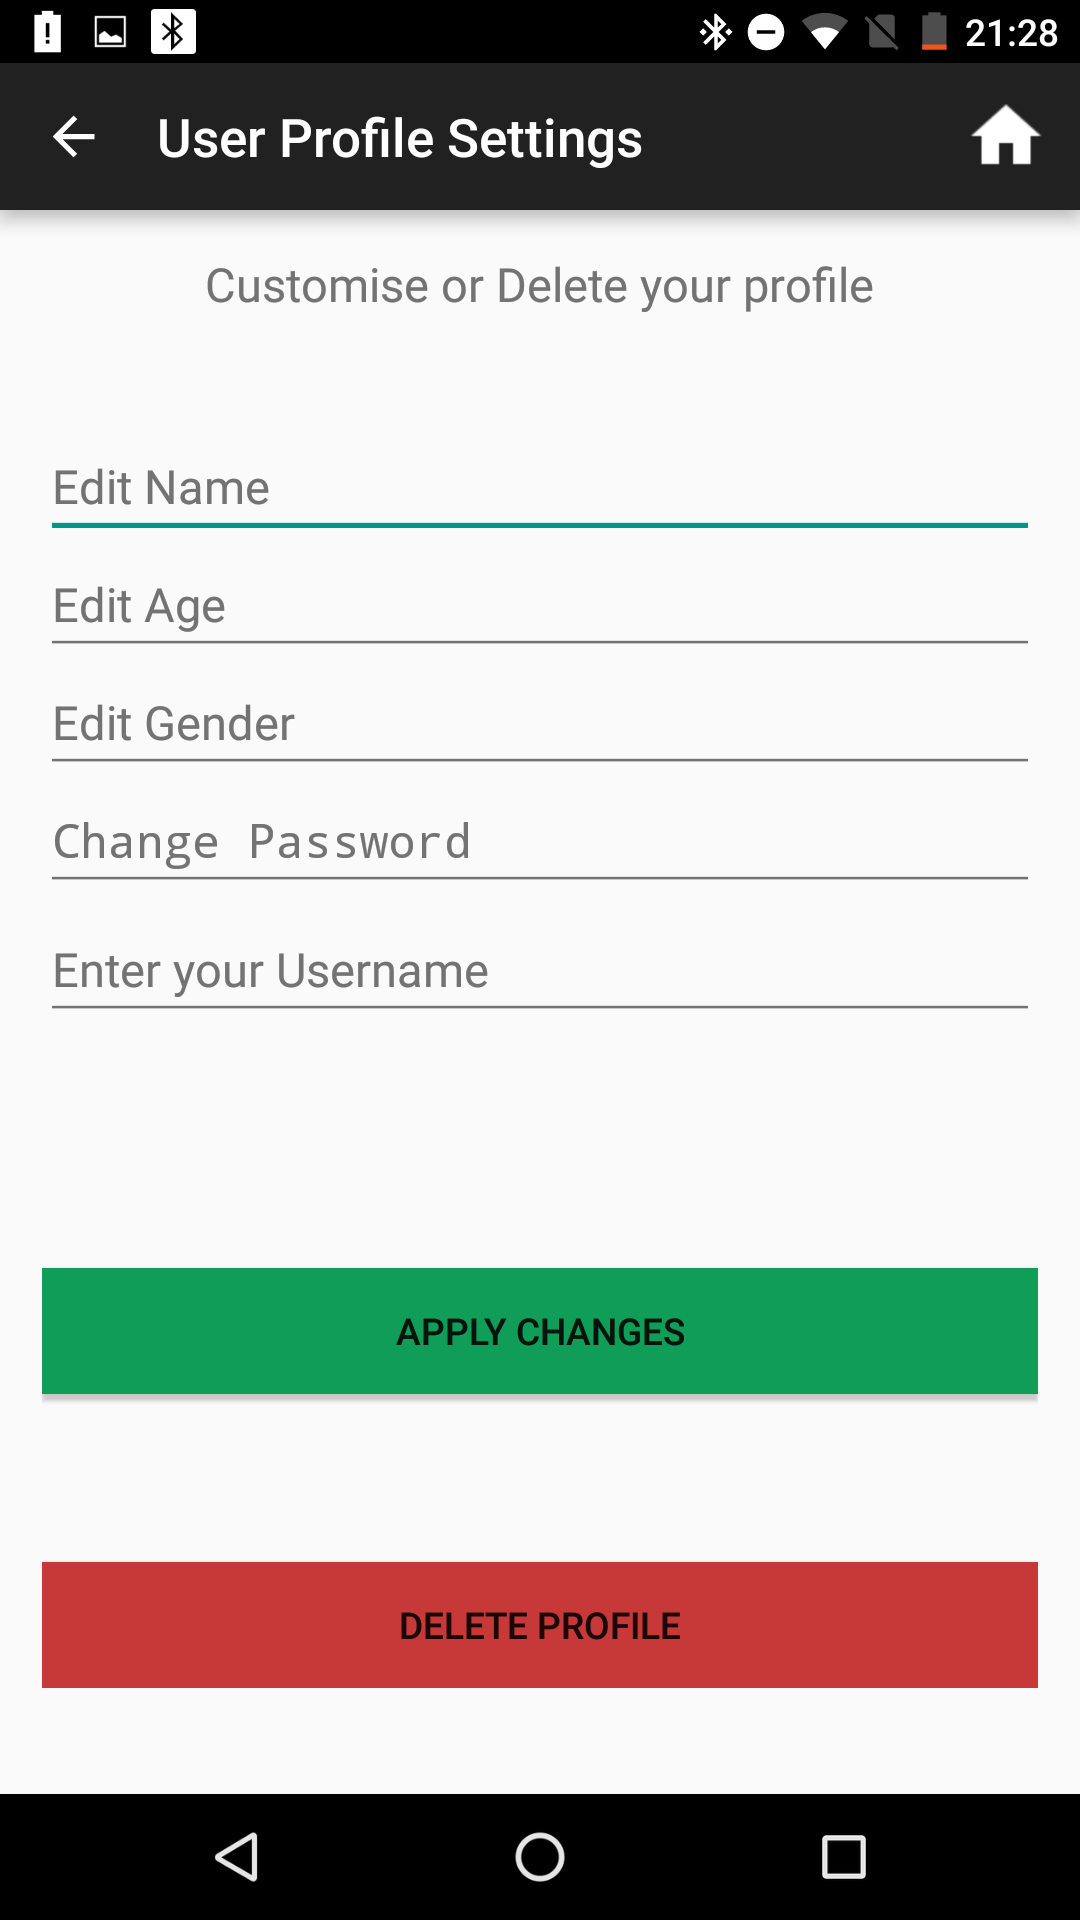 21:28
User Profile Settings
Customise or Delete your profile
Edit Name
Edit Age
Edit Gender
Change Password
Enter your Username
APPLY CHANGES
DELETE PROFILE